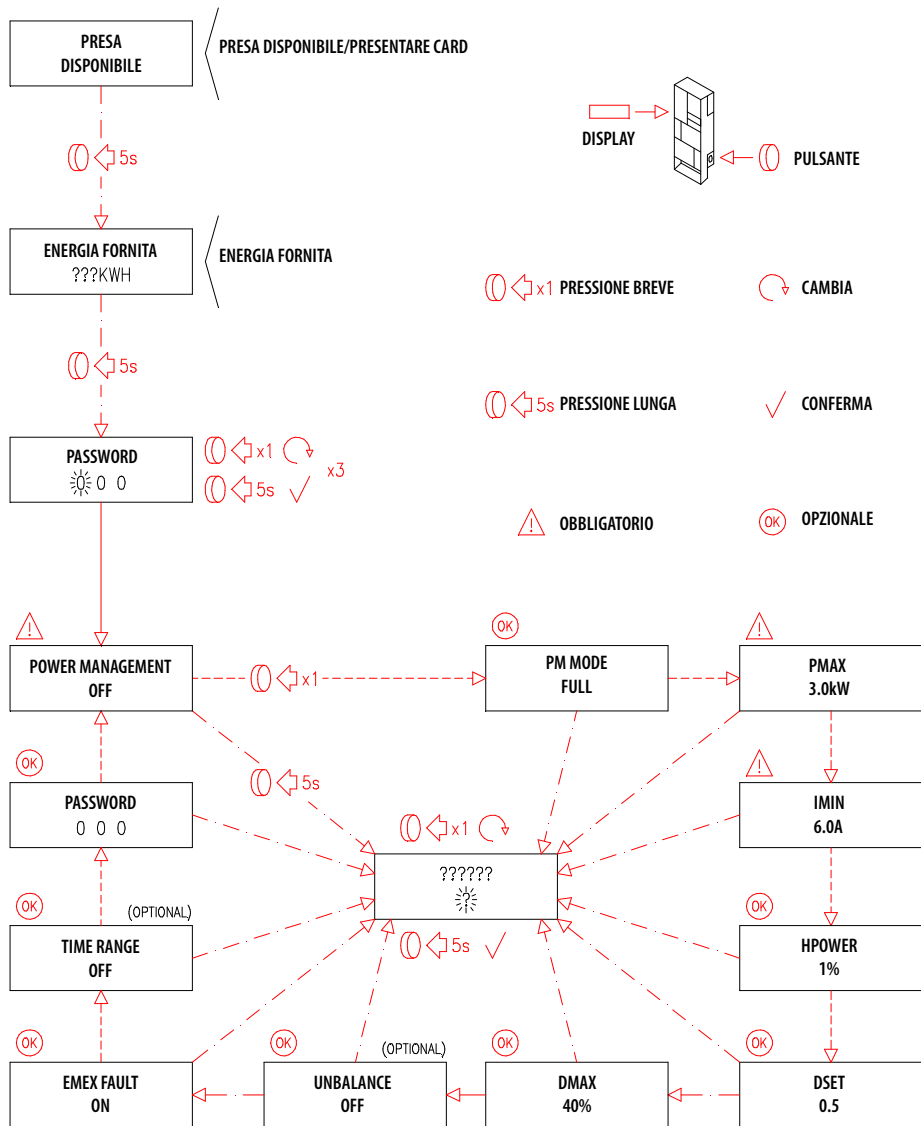 PRESA
DISPONIBILE
PRESA DISPONIBILE/PRESENTARE CARD
DISPLAY
PULSANTE
5s
ENERGIA FORNITA
???KWH
ENERGIA FORNITA
x1 PRESSIONE BREVE
CAMBIA
5s
5s PRESSIONE LUNGA
CONFERMA
PASSWORD
0 0 0
x1
5s
x3
OBBLIGATORIO
OK OPZIONALE
POWER MANAGEMENT
OFF
x1
OK
PM MODE
FULL
PMAX
3.0kW
5s
OK
PASSWORD
0 0 0
IMIN
6.0A
x1
??????
?
5s
OK
(OPTIONAL)
TIME RANGE
OFF
OK
HPOWER
1%
OK
EMEX FAULT
ON
OK
(OPTIONAL)
UNBALANCE
OFF
OK
DMAX
40%
OK
DSET
0.5